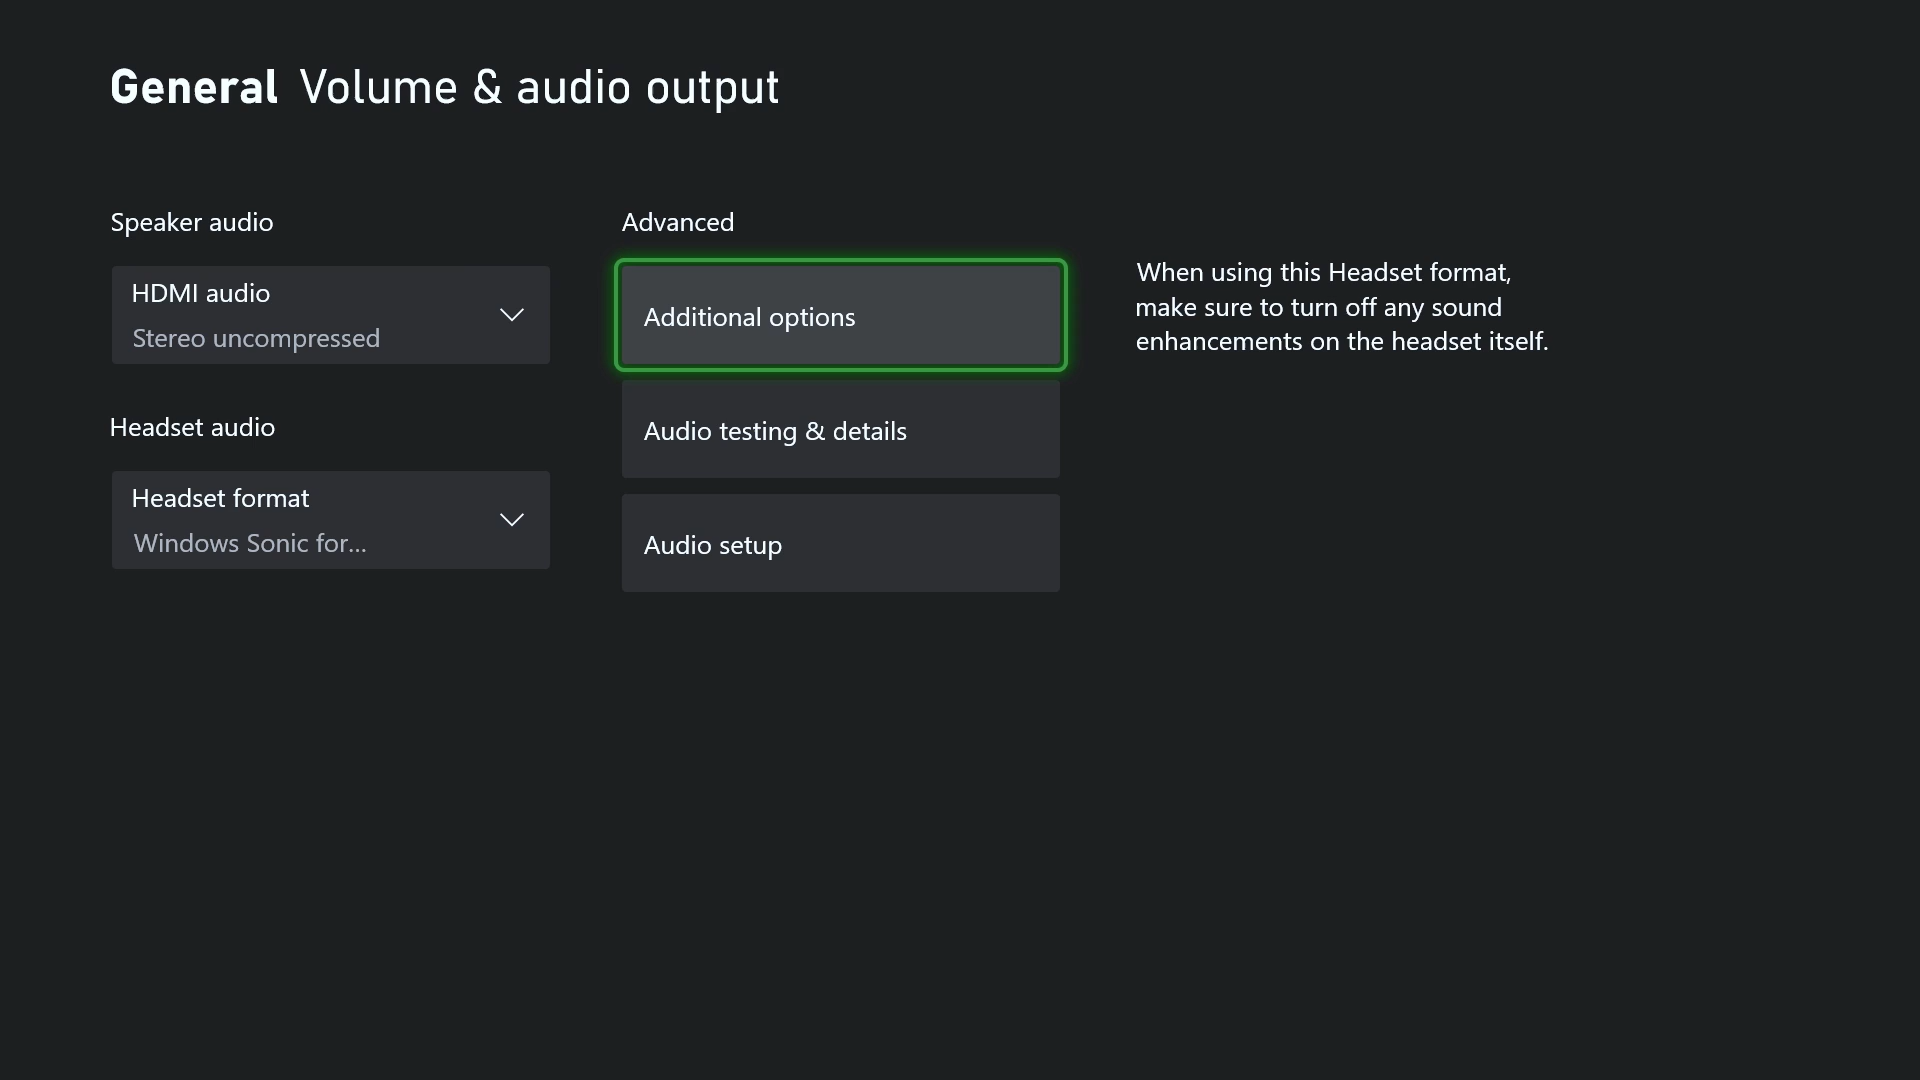 General Volume & audio output
Speaker audio
HDMI audio
Stereo uncompressed
Headset audio
Headset format
Windows Sonic for...
Advanced
Additional options
Audio testing & details
Audio setup
When using this Headset format,
make sure to turn off any sound
enhancements on the headset itself.